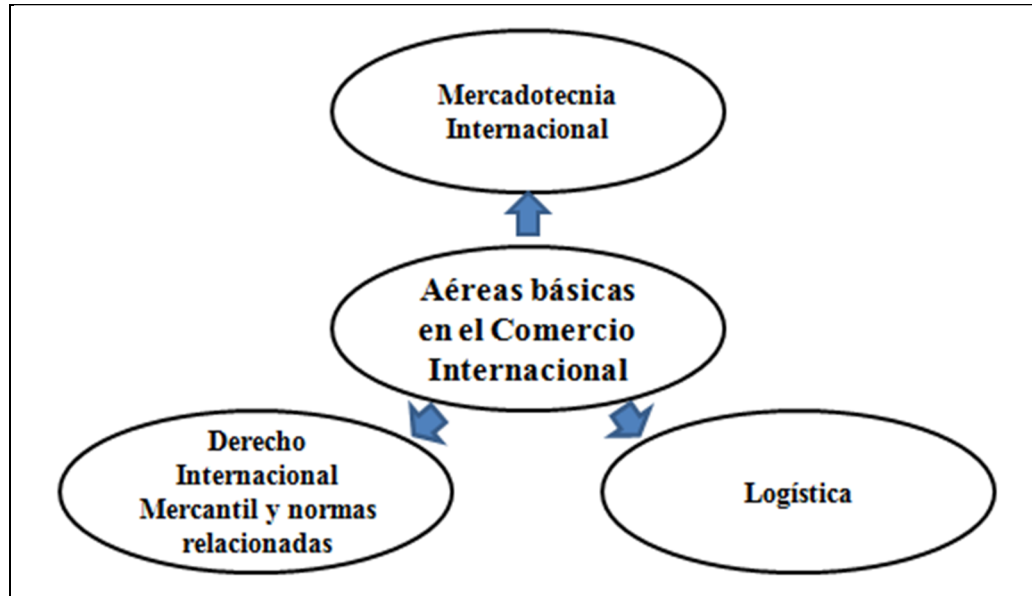 Mercadotecnia
Internacional
Aéreas básicas
en el Comercio
Internacional
Derecho
Internacional
Mercantil y normas
relacionadas
Logística